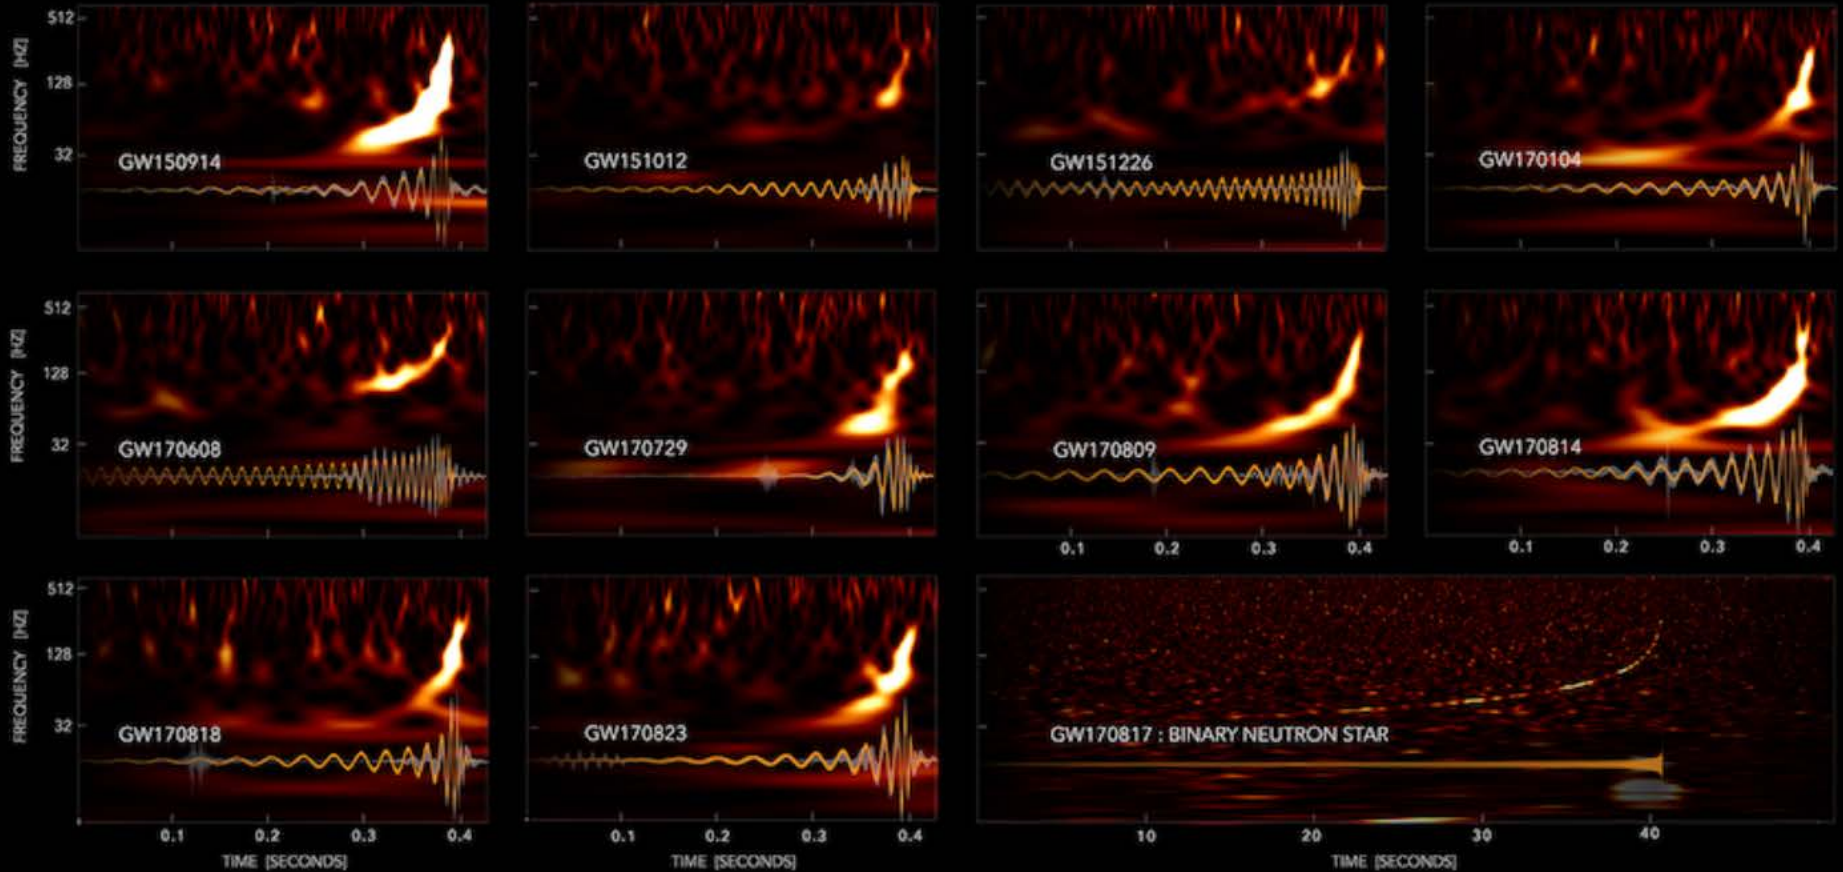 FREQUENCY [HZ]
512
128
32
GW150914
GW151012
GW151226
GW170104
FREQUENCY [HZ]
512
128
32
GW170608
GW170729
GW170809
GW170814
0.1 0.2 0.3 0.4
0.1 0.2 0.3 0.4
FREQUENCY [HZ]
512
128
32
GW170818
GW170823
GW170817 : BINARY NEUTRON STAR
0.1 0.2 0.3 0.4
0.1 0.2 0.3 0.4
10 20 30 40
TIME [SECONDS]
TIME [SECONDS]
TIME [SECONDS]